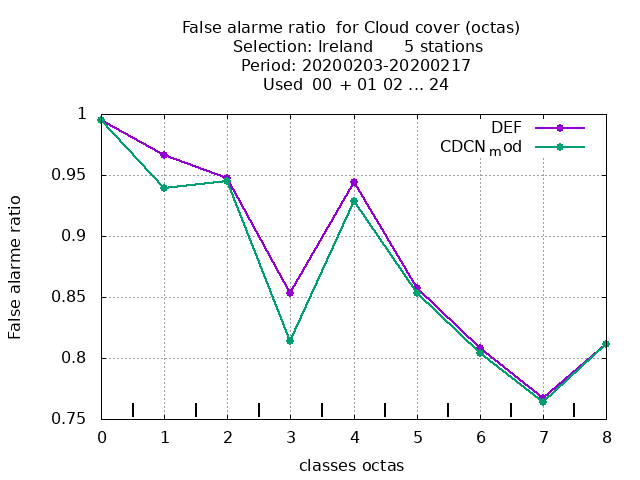 False alarme ratio  for Cloud cover (octas)
Selection: Ireland      5 stations
Period: 20200203-20200217
Used  00 + 01 02 ... 24
DEF
CDCNmod
False alarme ratio
1
0.95
0.9
0.85
0.8
0.75
0 1 2 3 4 5 6 7 8
classes octas